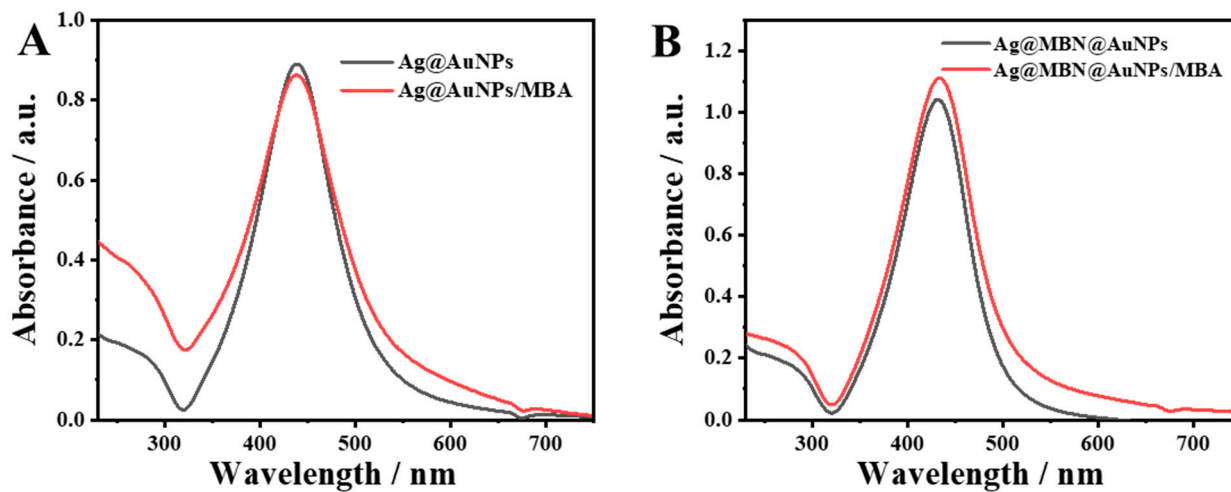 A
Ag@AuNPs
Ag@AuNPs/MBA
Absorbance / a.u.
1.0
0.8
0.6
0.4
0.2
0.0
300 400 500 600 700
Wavelength / nm
B
Ag@MBN@AuNPs
Ag@MBN@AuNPs/MBA
Absorbance / a.u.
1.2
1.0
0.8
0.6
0.4
0.2
0.0
300 400 500 600 700
Wavelength / nm